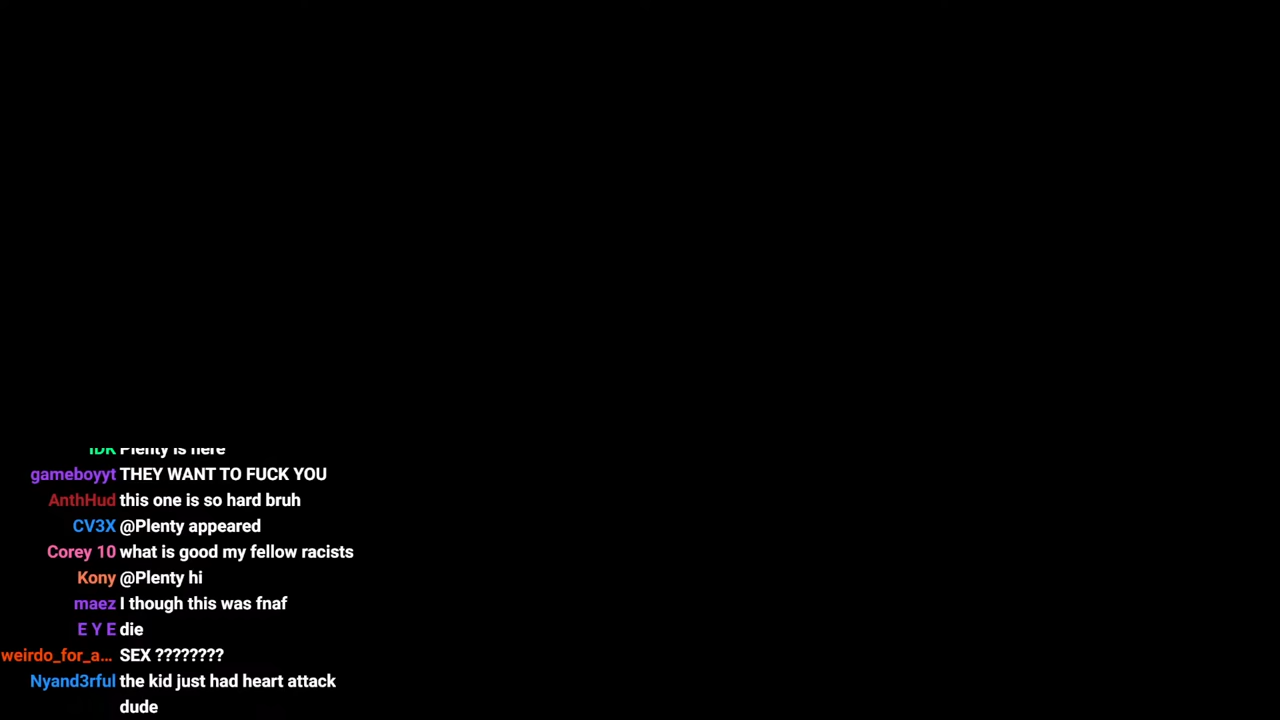 IDK Plenty is here
gameboyyt THEY WANT TO FUCK YOU
AnthHud this one is so hard bruh
CV3X @Plenty appeared
Corey 10 what is good my fellow racists
Kony @Plenty hi
maez I though this was fnaf
E Y E die
weirdo_for_a... SEX ????????
Nyand3rful the kid just had heart attack
dude